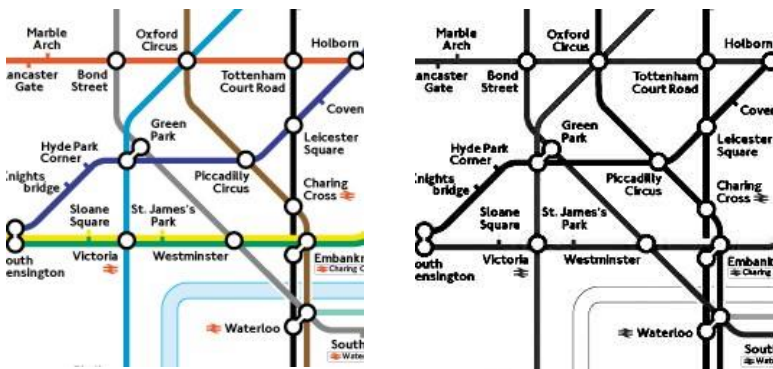 Marble
Arch
Oxford
Circus
Holborn
ancaster
Gate
Bond
Street
Tottenham
Court Road
Green
Park
Coven
Hyde Park
Corner
Leicester
Square
nights
bridge
Piccadilly
Circus
Charing
Cross
Sloane
Square
St. James's
Park
outh
ensington
Victoria
Westminster
Embankm
Charing C
Waterloo
South
Wate
Marble
Arch
Oxford
Circus
Holborn
ancaster
Gate
Bond
Street
Tottenham
Court Road
Green
Park
Cove
Hyde Park
Corner
Leicester
Square
nights
bridge
Piccadilly
Circus
Charing
Cross
Sloane
Square
St. James's
Park
outh
ensington
Victoria
Westminster
Embank
Charing
Waterloo
Sout
Wate